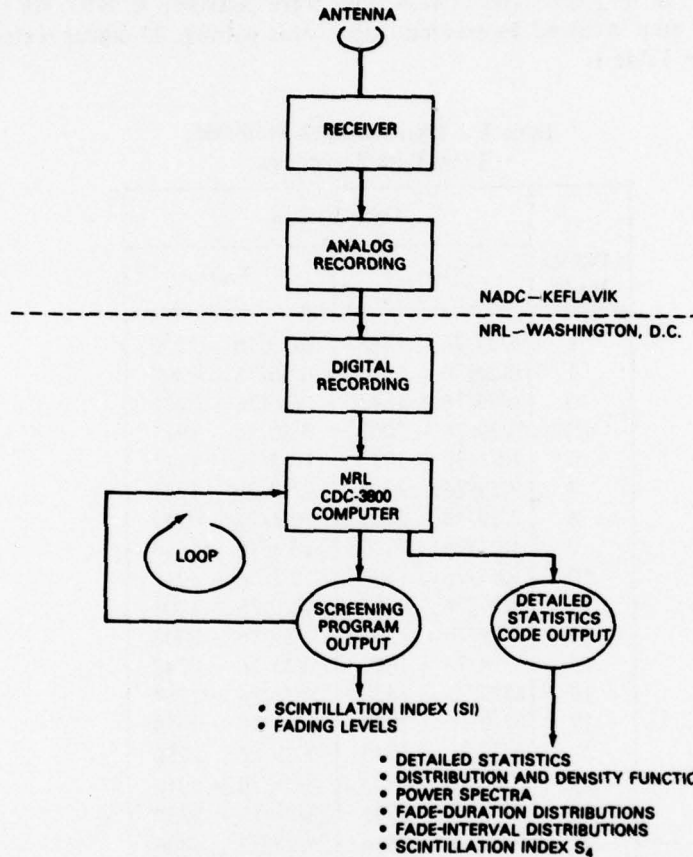 ANTENNA
RECEIVER
ANALOG
RECORDING
NADC—KEFLAVIK
NRL—WASHINGTON, D.C.
DIGITAL
RECORDING
NRL
CDC-3800
COMPUTER
LOOP
SCREENING
PROGRAM
OUTPUT
DETAILED
STATISTICS
CODE OUTPUT
• SCINTILLATION INDEX (SI)
• FADING LEVELS
• DETAILED STATISTICS
• DISTRIBUTION AND DENSITY FUNCTIO
• POWER SPECTRA
• FADE-DURATION DISTRIBUTIONS
• FADE-INTERVAL DISTRIBUTIONS
• SCINTILLATION INDEX S₄